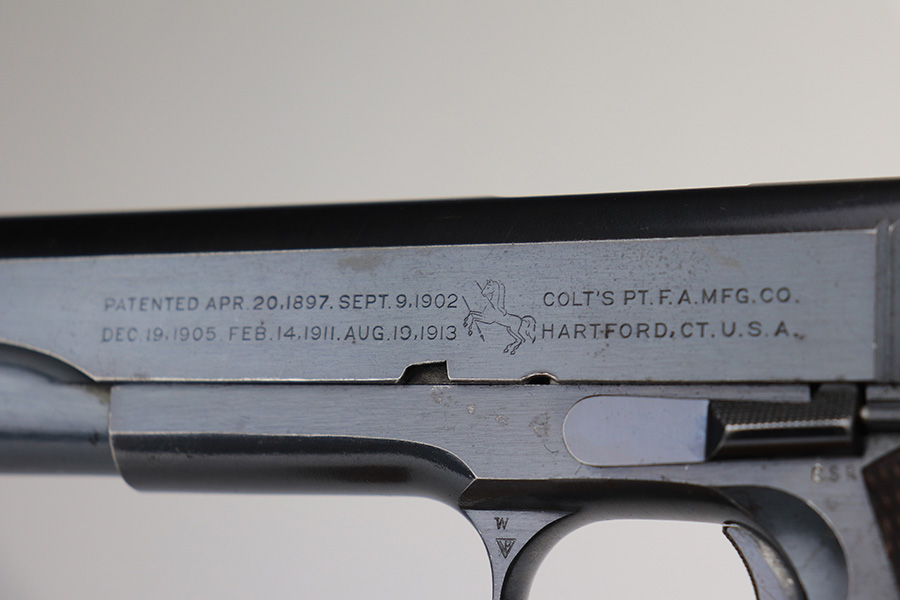 PATENTED APR. 20,1897. SEPT. 9,1902
DEC 19,1905 FEB. 14,1911. AUG. 19,1913
COLT'S PT. F. A. MFG. CO.
HARTFORD, CT. U. S. A.
W